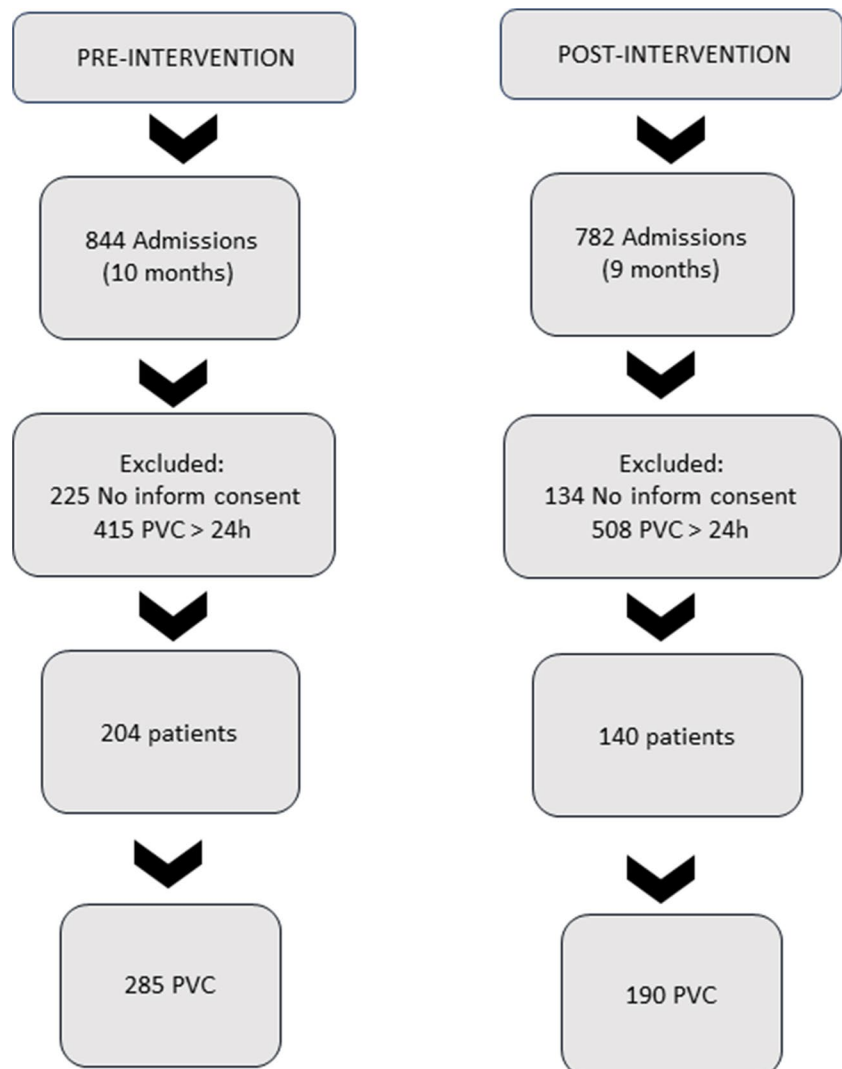 PRE-INTERVENTION
844 Admissions
(10 months)
Excluded:
225 No inform consent
415 PVC > 24h
204 patients
285 PVC
POST-INTERVENTION
782 Admissions
(9 months)
Excluded:
134 No inform consent
508 PVC > 24h
140 patients
190 PVC